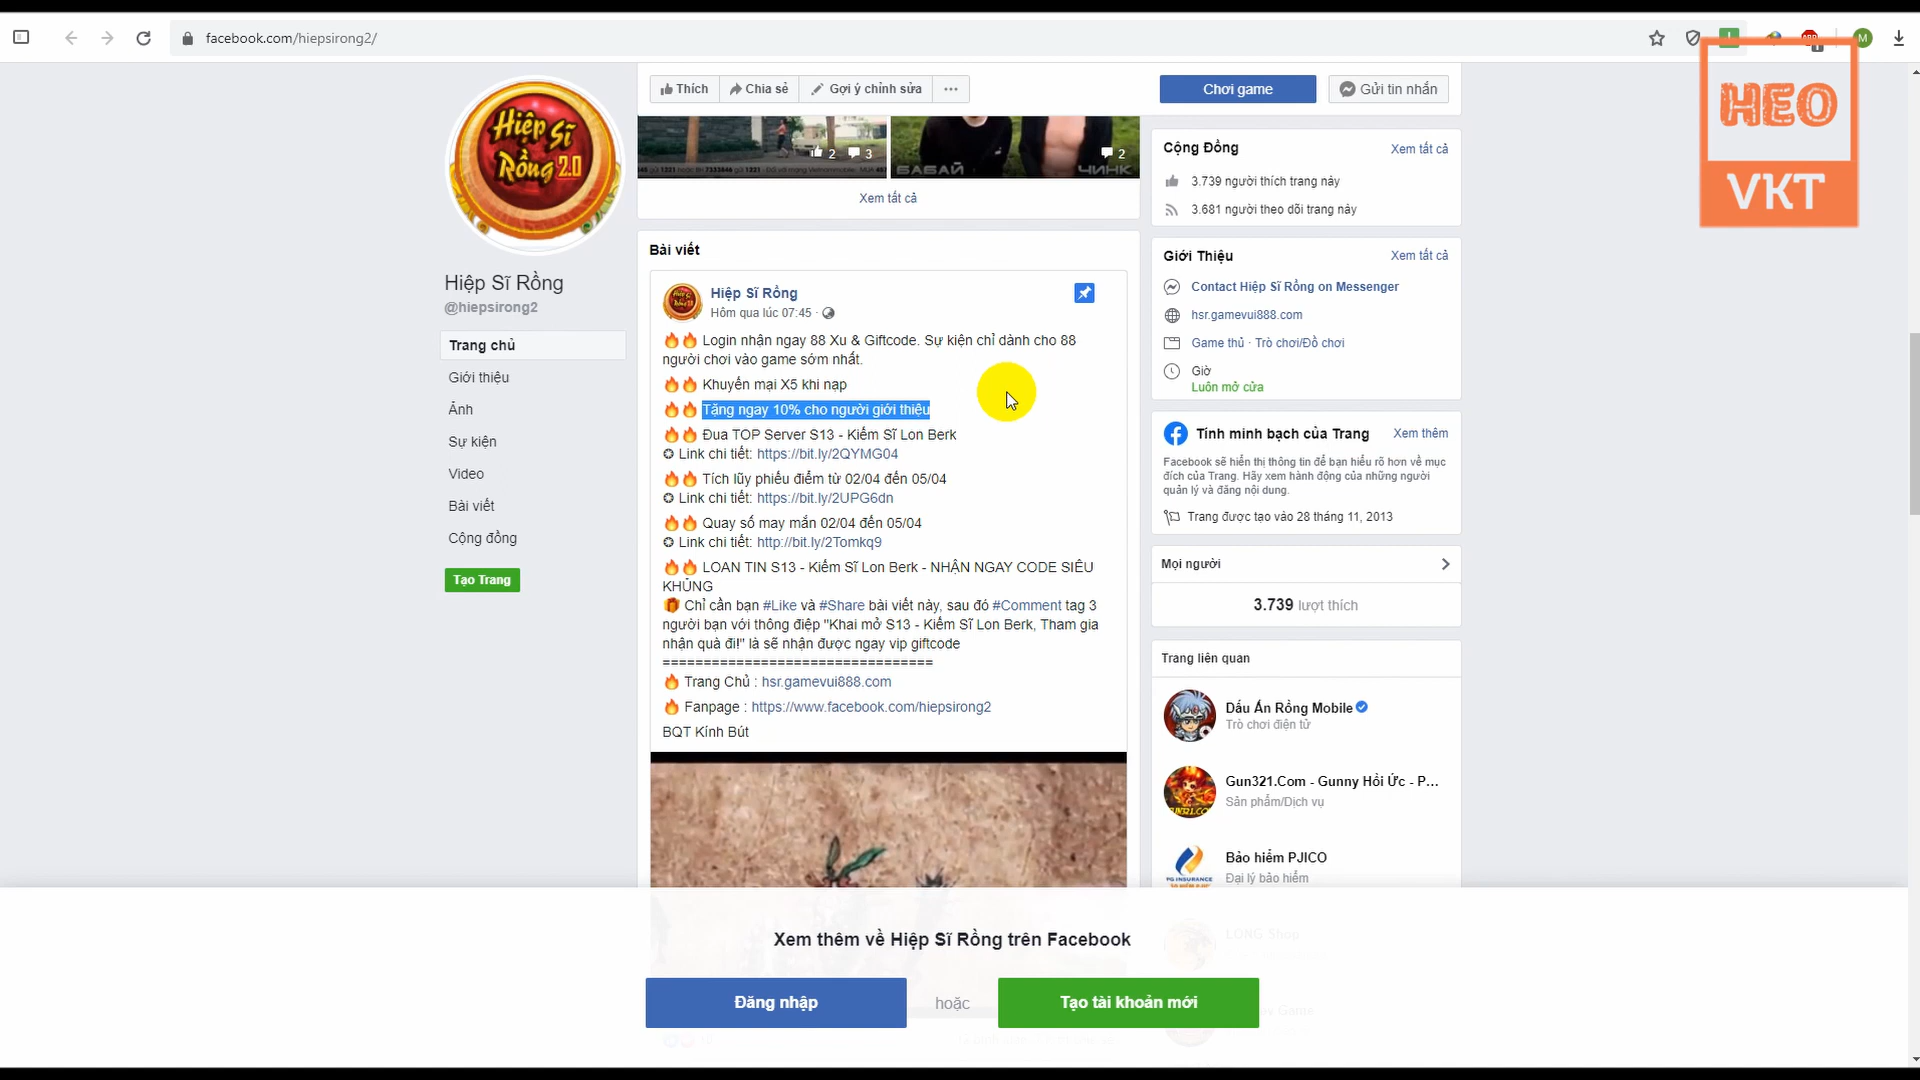 facebook.com/hiepsirong2/
M
HEO
VKT
Hiệp Sĩ
Rồng 2.0
Hiệp Sĩ Rồng
@hiepsirong2
Trang chủ
Giới thiệu
Ảnh
Sự kiện
Video
Bài viết
Cộng đồng
Tạo Trang
Thích
Chia sẻ
Gợi ý chỉnh sửa
...
Chơi game
Gửi tin nhắn
2 3
2
БАБАЙ
ЧИНК
Xem tất cả
Bài viết
Hiệp Sĩ Rồng
Hôm qua lúc 07:45 ·
🔥🔥 Login nhận ngay 88 Xu & Giftcode. Sự kiện chỉ dành cho 88
người chơi vào game sớm nhất.
🔥🔥 Khuyến mại X5 khi nạp
🔥🔥 Tặng ngay 10% cho người giới thiệu
🔥🔥 Đua TOP Server S13 - Kiếm Sĩ Lon Berk
✪ Link chi tiết: https://bit.ly/2QYMG04
🔥🔥 Tích lũy phiếu điểm từ 02/04 đến 05/04
✪ Link chi tiết: https://bit.ly/2UPG6dn
🔥🔥 Quay số may mắn 02/04 đến 05/04
✪ Link chi tiết: http://bit.ly/2Tomkq9
🔥🔥 LOAN TIN S13 - Kiếm Sĩ Lon Berk - NHẬN NGAY CODE SIÊU
KHỦNG
🎁 Chỉ cần bạn #Like và #Share bài viết này, sau đó #Comment tag 3
người bạn với thông điệp "Khai mở S13 - Kiếm Sĩ Lon Berk, Tham gia
nhận quà đi!" là sẽ nhận được ngay vip giftcode
=================================
🔥 Trang Chủ : hsr.gamevui888.com
🔥 Fanpage : https://www.facebook.com/hiepsirong2
BQT Kính Bút
Cộng Đồng
Xem tất cả
3.739 người thích trang này
3.681 người theo dõi trang này
Giới Thiệu
Xem tất cả
Contact Hiệp Sĩ Rồng on Messenger
hsr.gamevui888.com
Game thủ · Trò chơi/Đồ chơi
Giờ
Luôn mở cửa
Tính minh bạch của Trang
Xem thêm
Facebook sẽ hiển thị thông tin để bạn hiểu rõ hơn về mục
đích của Trang. Hãy xem hành động của những người
quản lý và đăng nội dung.
Trang được tạo vào 28 tháng 11, 2013
Mọi người
3.739 lượt thích
Trang liên quan
Dấu Ấn Rồng Mobile
Trò chơi điện tử
Gun321.Com - Gunny Hồi Ức - P...
Sản phẩm/Dịch vụ
Bảo hiểm PJICO
Đại lý bảo hiểm
LONG Shop
Xem thêm về Hiệp Sĩ Rồng trên Facebook
Đăng nhập
hoặc
Tạo tài khoản mới